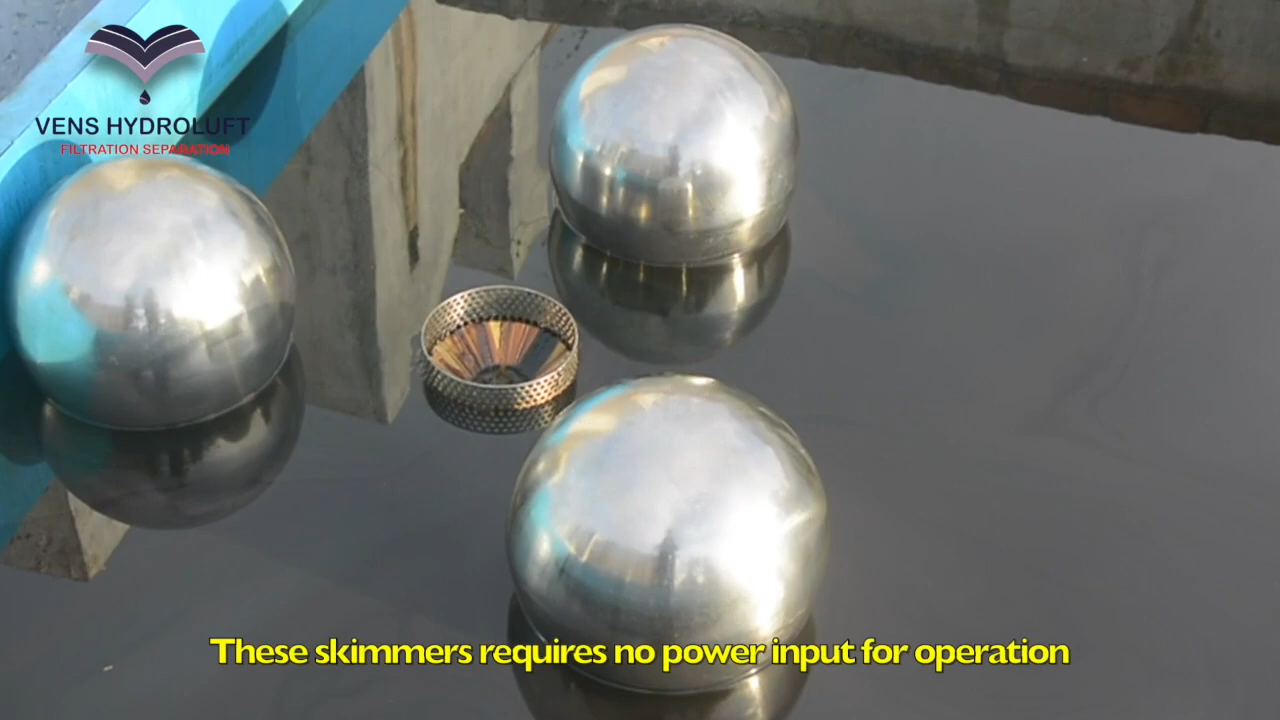 VENS HYDROLUFT
FILTRATION SEPARATION
These skimmers requires no power input for operation